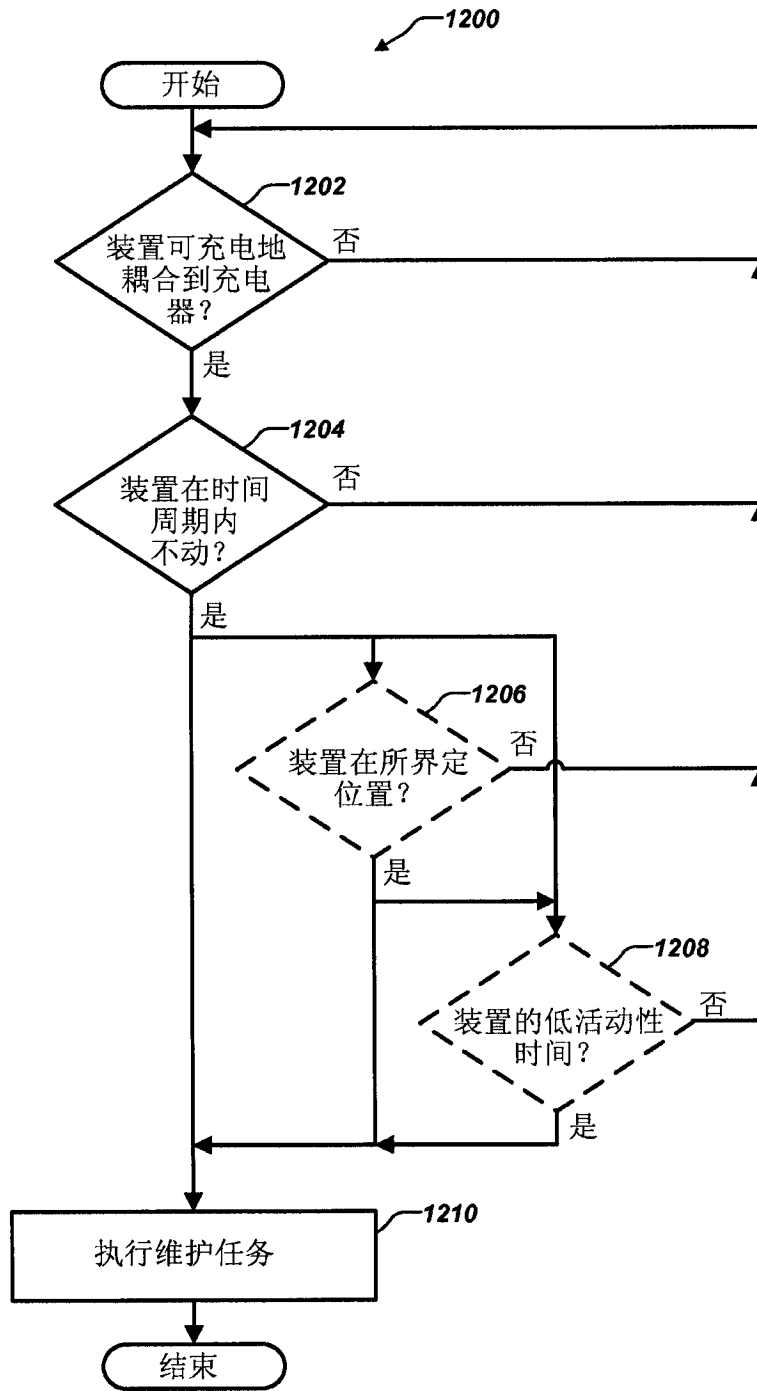 1200
开始
1202
装置可充电地
耦合到充电
器?
否
是
1204
装置在时间
周期内
不动?
否
是
1206
装置在所界定
位置?
否
是
1208
装置的低活动性
时间?
否
是
1210
执行维护任务
结束